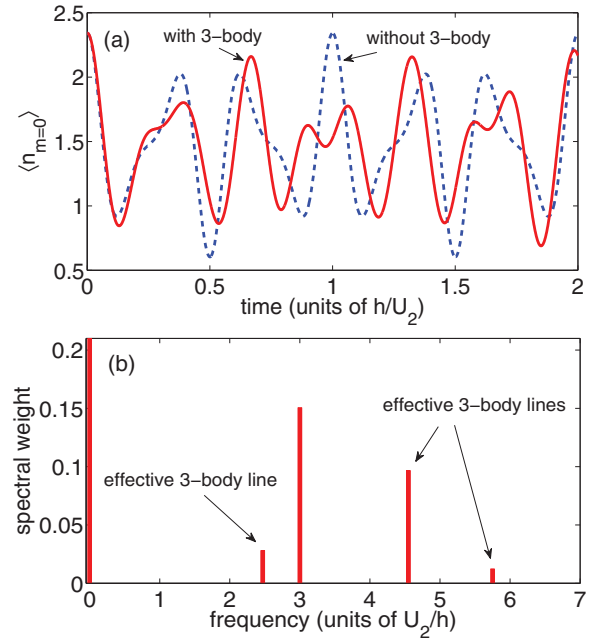 (a)
with 3−body
without 3−body
2.5
2
1.5
1
0.5
⟨n_{m=0}⟩
0
0.5
1
1.5
2
time (units of h/U_2)
(b)
0.2
0.15
0.1
0.05
0
spectral weight
effective 3−body lines
effective 3−body line
0
1
2
3
4
5
6
7
frequency (units of U_2/h)